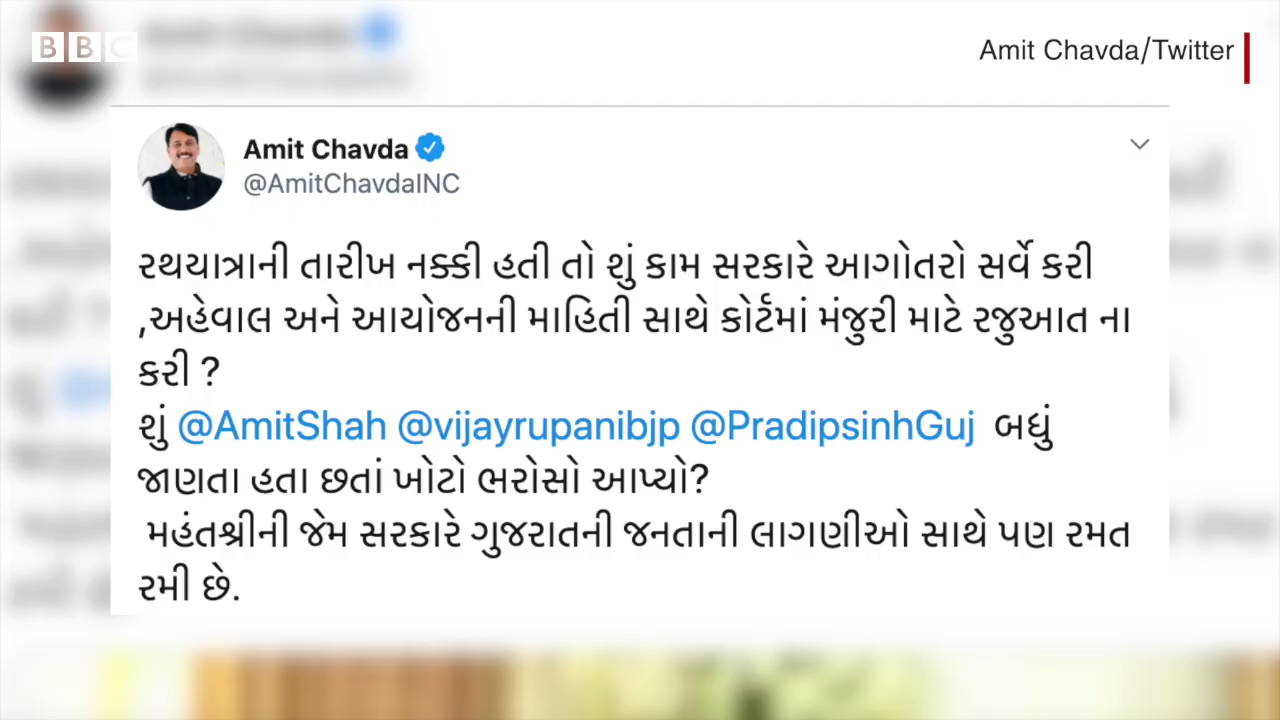 BBC
Amit Chavda/Twitter
Amit Chavda
@AmitChavdaINC
રથયાત્રાની તારીખ નક્કી હતી તો શું કામ સરકારે આગોતરો સર્વે કરી
,અહેવાલ અને આયોજનની માહિતી સાથે કોર્ટમાં મંજુરી માટે રજુઆત ના
કરી ?
શું @AmitShah @vijayrupanibjp @PradipsinhGuj બધું
જાણતા હતા છતાં ખોટો ભરોસો આપ્યો?
મહંતશ્રીની જેમ સરકારે ગુજરાતની જનતાની લાગણીઓ સાથે પણ રમત
રમી છે.